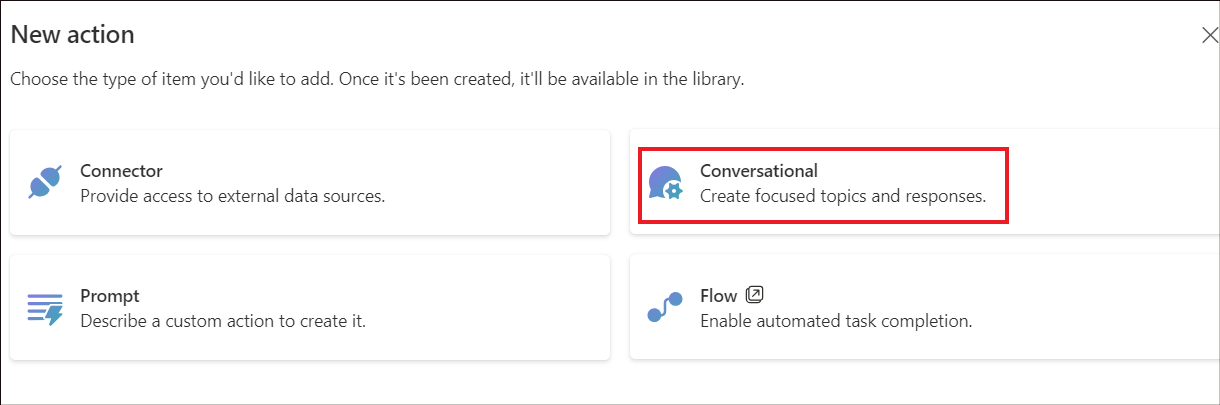 New action
Choose the type of item you'd like to add. Once it's been created, it'll be available in the library.
Connector
Provide access to external data sources.
Conversational
Create focused topics and responses.
Prompt
Describe a custom action to create it.
Flow
Enable automated task completion.